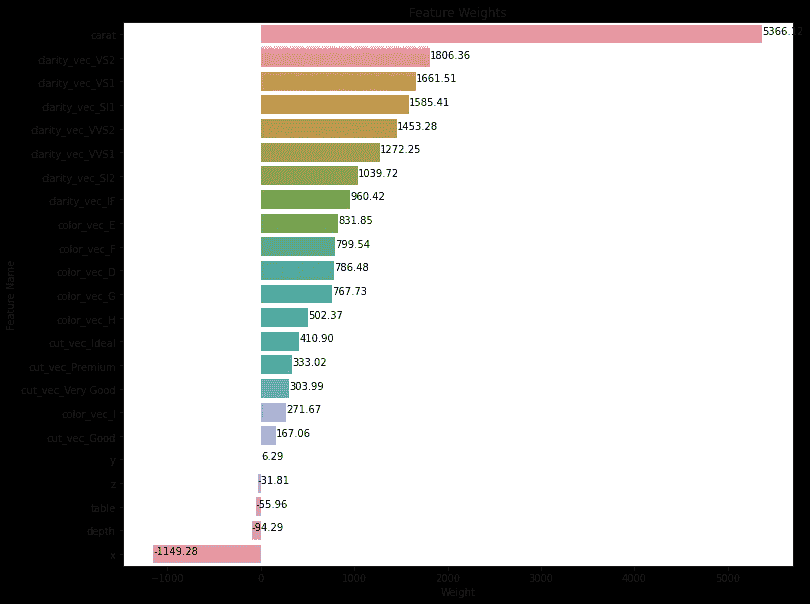 Feature Weights
carat 5366.12
clarity_vec_VS2 1806.36
clarity_vec_VS1 1661.51
clarity_vec_SI1 1585.41
clarity_vec_VVS2 1453.28
clarity_vec_VVS1 1272.25
clarity_vec_SI2 1039.72
clarity_vec_IF 960.42
color_vec_E 831.85
color_vec_F 799.54
color_vec_D 786.48
color_vec_G 767.73
color_vec_H 502.37
cut_vec_Ideal 410.90
cut_vec_Premium 333.02
cut_vec_Very Good 303.99
color_vec_I 271.67
cut_vec_Good 167.06
y 6.29
z -31.81
table -55.96
depth -94.29
x -1149.28
−1000 0 1000 2000 3000 4000 5000
Weight
Feature Name